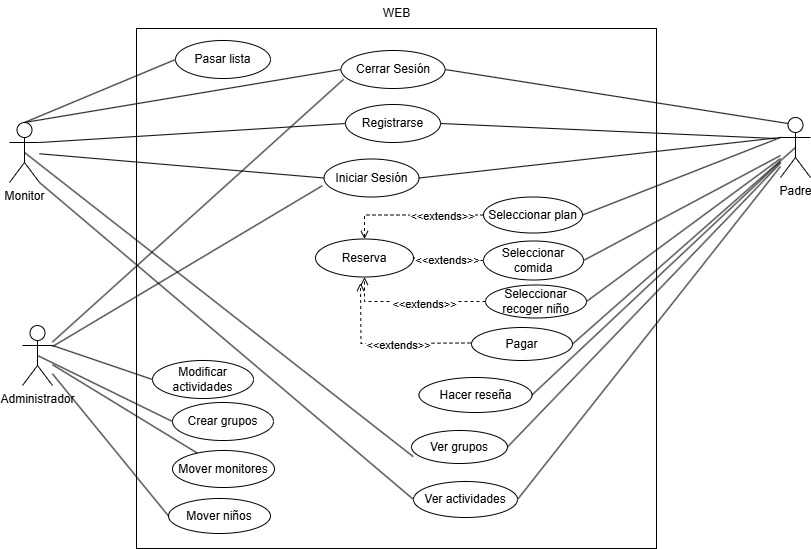 WEB
Pasar lista
Cerrar Sesión
Registrarse
Monitor
Iniciar Sesión
Padre
<<extends>>
Seleccionar plan
Reserva
<<extends>>
Seleccionar
comida
<<extends>>
Seleccionar
recoger niño
<<extends>>
Pagar
Administrador
Modificar
actividades
Hacer reseña
Crear grupos
Ver grupos
Mover monitores
Ver actividades
Mover niños